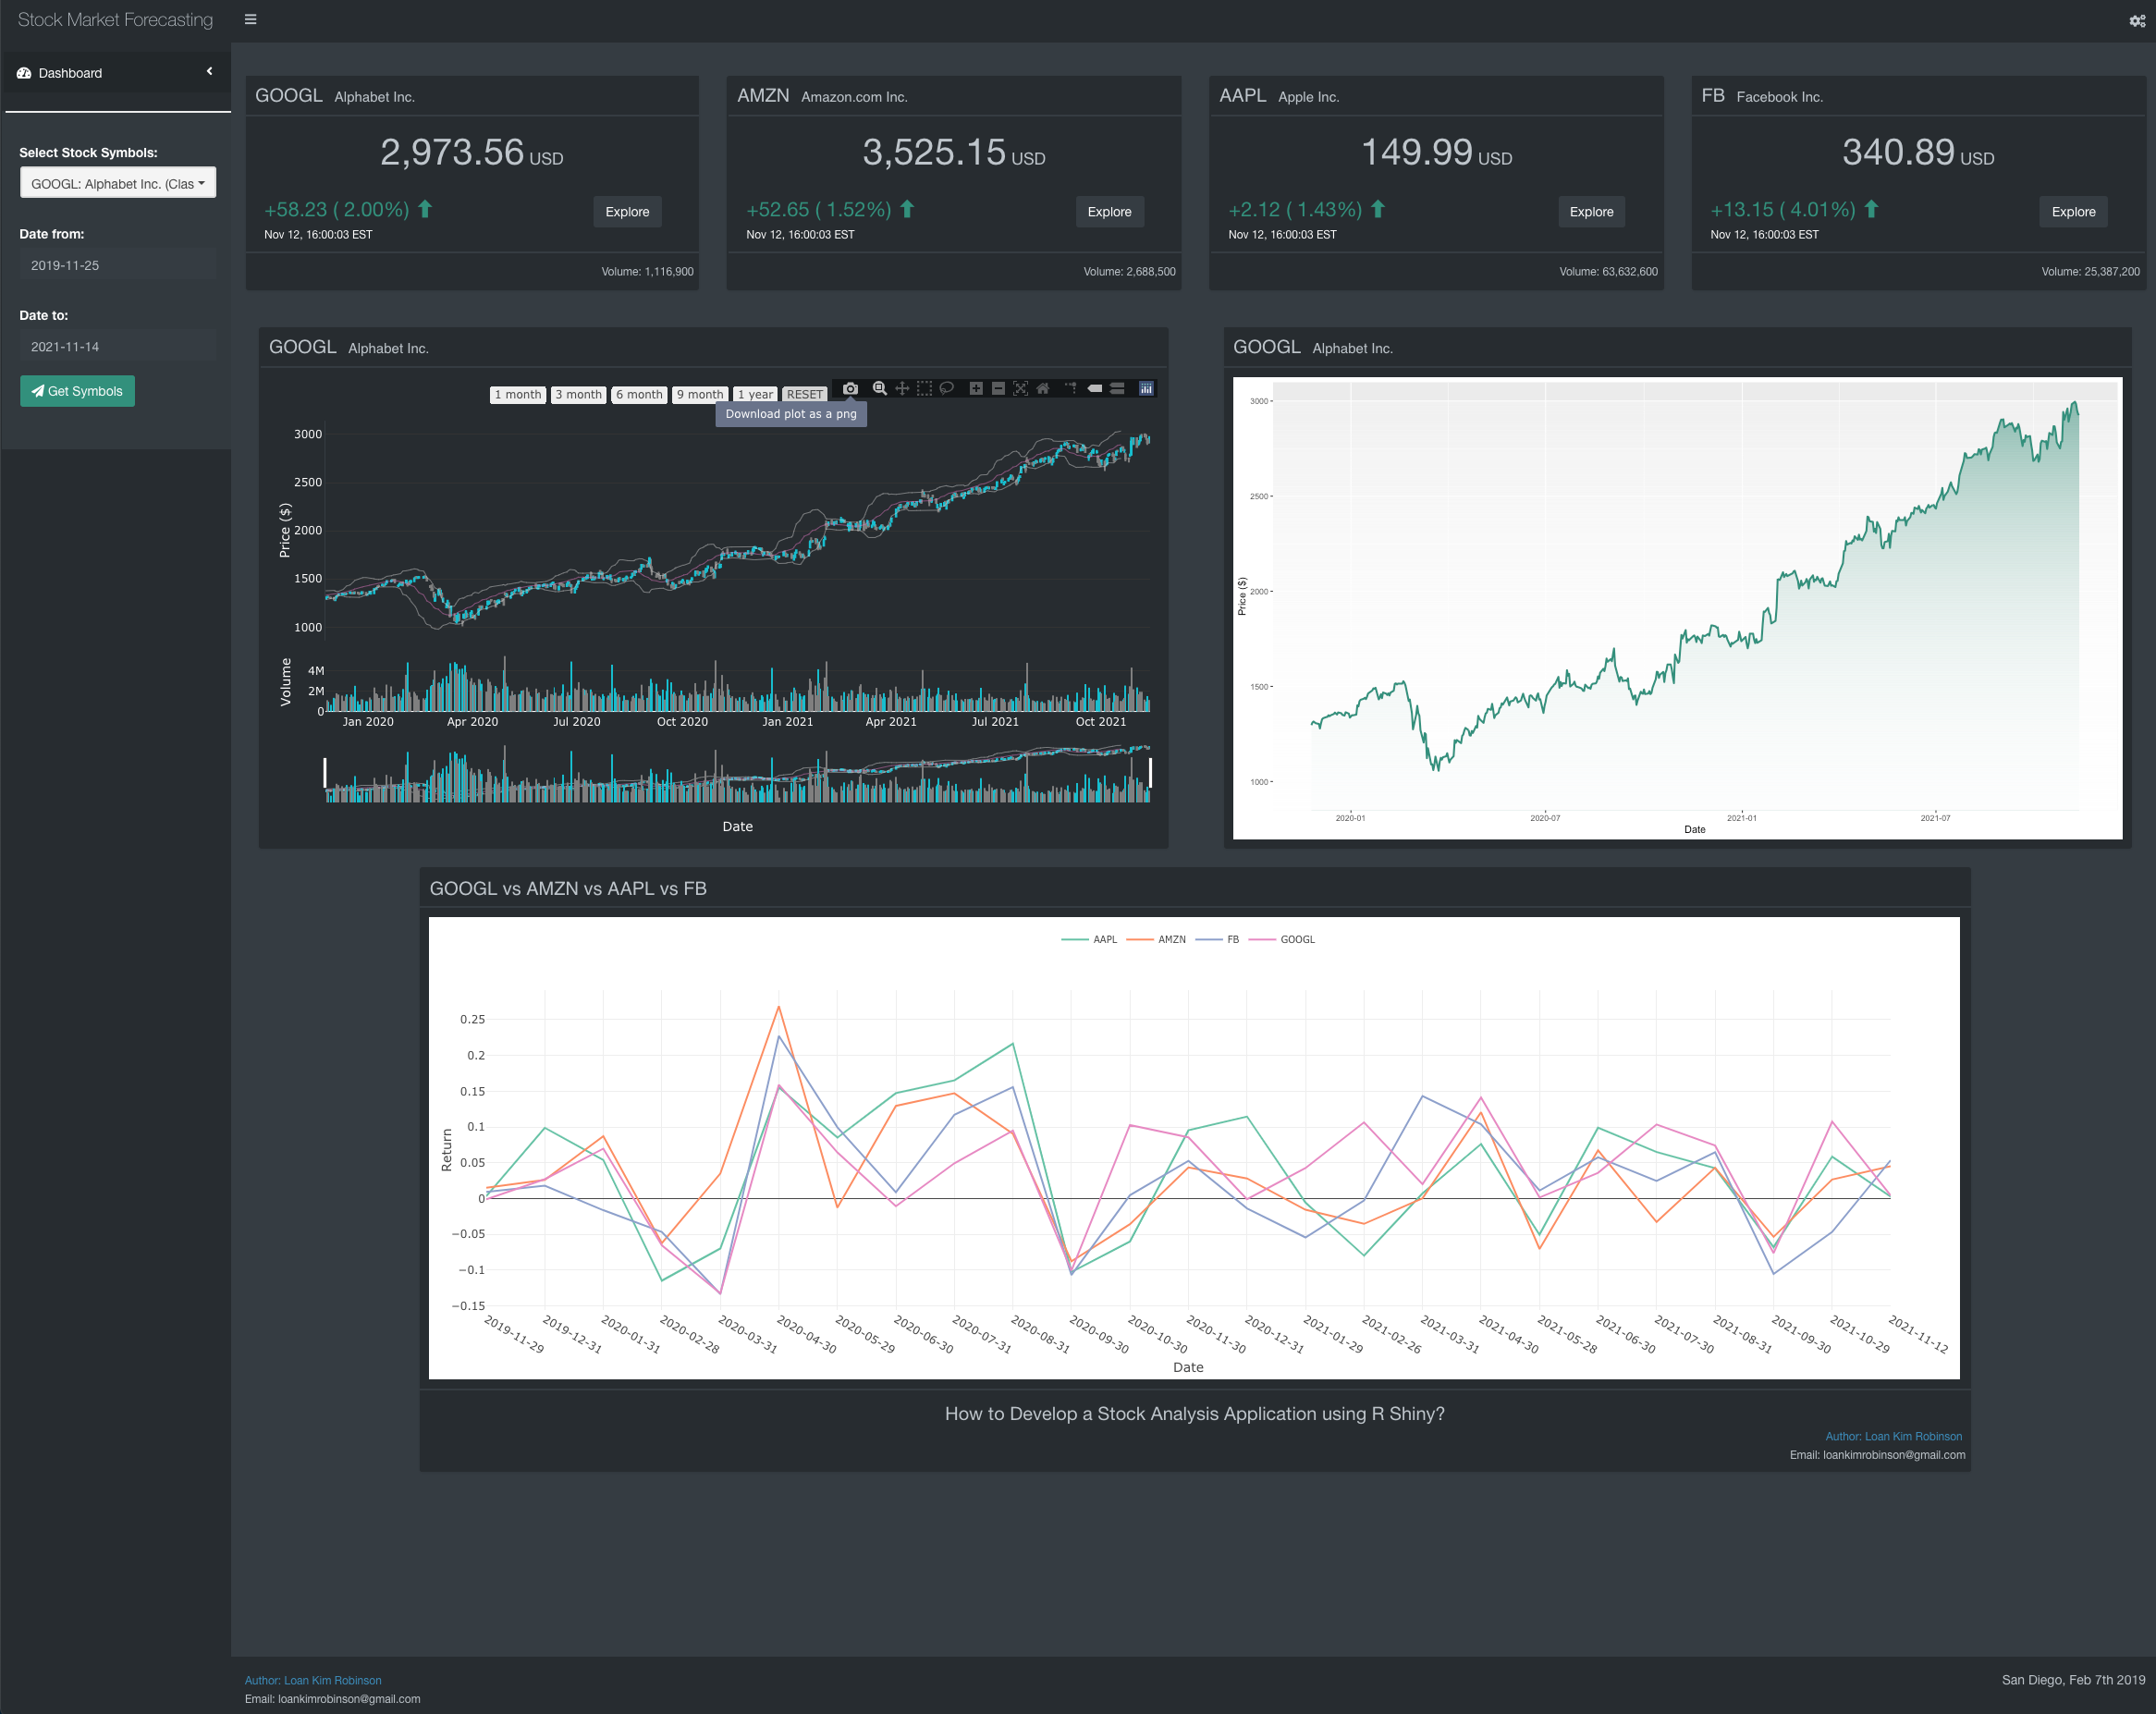 Stock Market Forecasting
Dashboard
Select Stock Symbols:
GOOGL: Alphabet Inc. (Clas
Date from:
2019-11-25
Date to:
2021-11-14
Get Symbols
GOOGL Alphabet Inc.
2,973.56 USD
+58.23 ( 2.00%)
Explore
Nov 12, 16:00:03 EST
Volume: 1,116,900
AMZN Amazon.com Inc.
3,525.15 USD
+52.65 ( 1.52%)
Explore
Nov 12, 16:00:03 EST
Volume: 2,688,500
AAPL Apple Inc.
149.99 USD
+2.12 ( 1.43%)
Explore
Nov 12, 16:00:03 EST
Volume: 63,632,600
FB Facebook Inc.
340.89 USD
+13.15 ( 4.01%)
Explore
Nov 12, 16:00:03 EST
Volume: 25,387,200
GOOGL Alphabet Inc.
1 month 3 month 6 month 9 month 1 year RESET
Download plot as a png
3000
2500
2000
1500
1000
Price ($)
4M
2M
0
Volume
Jan 2020 Apr 2020 Jul 2020 Oct 2020 Jan 2021 Apr 2021 Jul 2021 Oct 2021
Date
GOOGL Alphabet Inc.
3000
2500
2000
1500
1000
Price ($)
2020-01 2020-07 2021-01 2021-07
Date
GOOGL vs AMZN vs AAPL vs FB
AAPL AMZN FB GOOGL
0.25
0.2
0.15
0.1
0.05
0
−0.05
−0.1
−0.15
Return
2019-11-29 2019-12-31 2020-01-31 2020-02-28 2020-03-31 2020-04-30 2020-05-29 2020-06-30 2020-07-31 2020-08-31 2020-09-30 2020-10-30 2020-11-30 2020-12-31 2021-01-29 2021-02-26 2021-03-31 2021-04-30 2021-05-28 2021-06-30 2021-07-30 2021-08-31 2021-09-30 2021-10-29 2021-11-12
Date
How to Develop a Stock Analysis Application using R Shiny?
Author: Loan Kim Robinson
Email: loankimrobinson@gmail.com
Author: Loan Kim Robinson
Email: loankimrobinson@gmail.com
San Diego, Feb 7th 2019